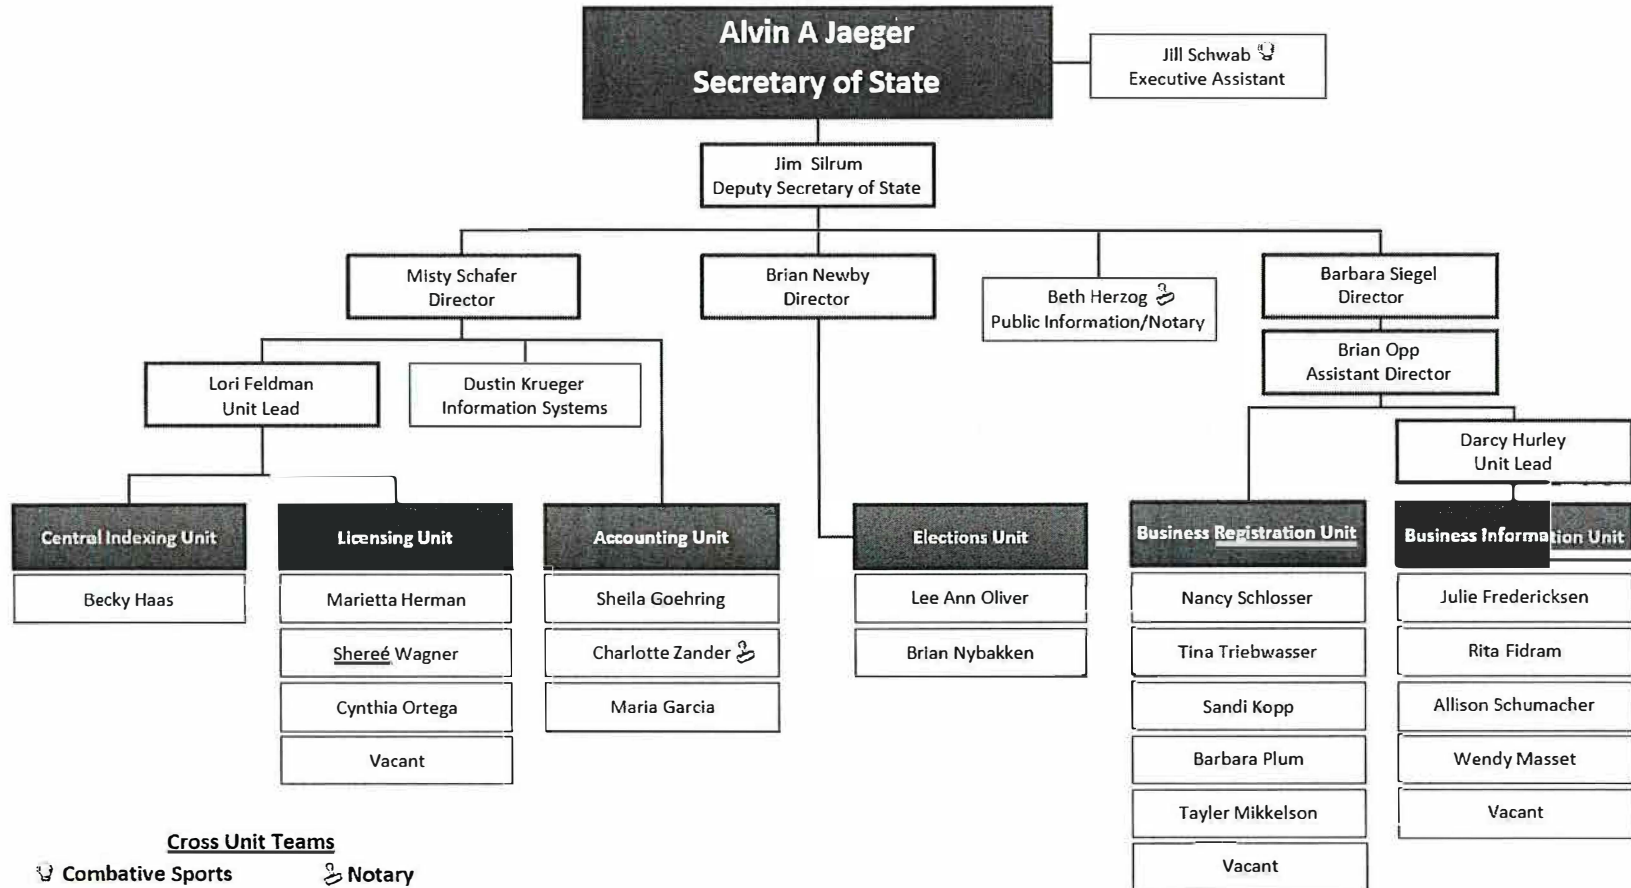 Alvin A Jaeger
Secretary of State
Jill Schwab
Executive Assistant
Jim Silrum
Deputy Secretary of State
Misty Schafer
Director
Brian Newby
Director
Beth Herzog
Public Information/Notary
Barbara Siegel
Director
Brian Opp
Assistant Director
Lori Feldman
Unit Lead
Dustin Krueger
Information Systems
Darcy Hurley
Unit Lead
Central Indexing Unit
Becky Haas
Licensing Unit
Marietta Herman
Shereé Wagner
Cynthia Ortega
Vacant
Accounting Unit
Sheila Goehring
Charlotte Zander
Maria Garcia
Elections Unit
Lee Ann Oliver
Brian Nybakken
Business Registration Unit
Nancy Schlosser
Tina Triebwasser
Sandi Kopp
Barbara Plum
Tayler Mikkelson
Vacant
Business Information Unit
Julie Fredericksen
Rita Fidram
Allison Schumacher
Wendy Masset
Vacant
Cross Unit Teams
Combative Sports
Notary